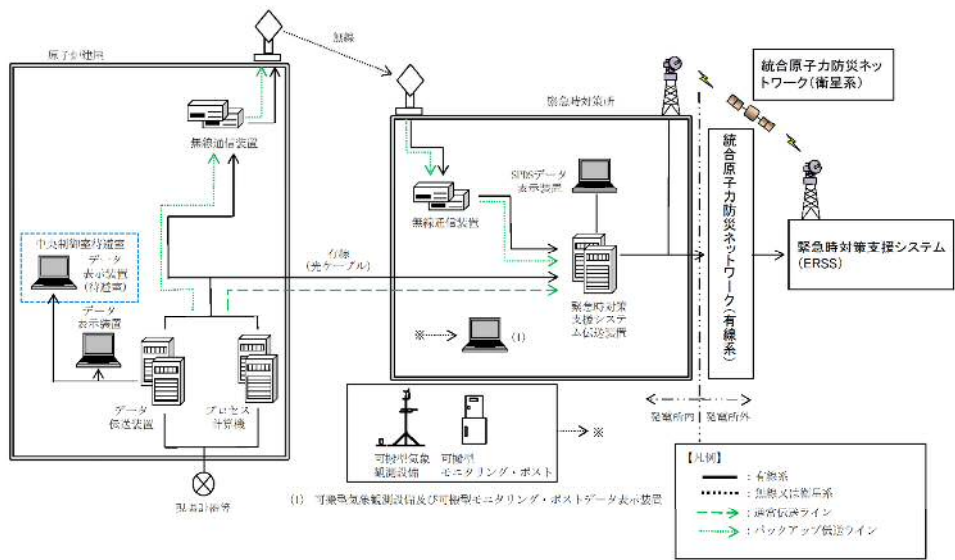 原子炉建屋
無線
無線通信装置
中央制御室待避室
データ
表示装置
(待避室)
データ
表示装置
データ
伝送装置
プロセス
計算機
現場計器等
有線
(光ケーブル)
緊急時対策所
無線通信装置
SPDSデータ
表示装置
緊急時対策
支援システ
ム伝送装置
※
(1)
可搬型気象
観測設備
可搬型
モニタリング・ポスト
※
(1) 可搬型気象観測設備及び可搬型モニタリング・ポストデータ表示装置
統合原子力防災ネッ
トワーク(衛星系)
統合原子力防災ネットワーク(有線系)
緊急時対策支援システム
(ERSS)
発電所内
発電所外
【凡例】
：有線系
：無線又は衛星系
：通常伝送ライン
：バックアップ伝送ライン